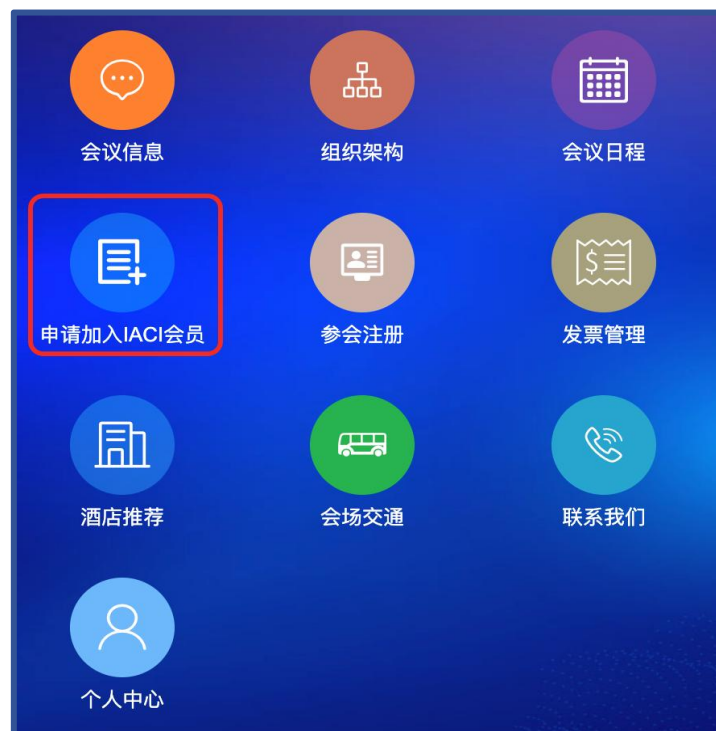 会议信息
组织架构
会议日程
申请加入IACI会员
参会注册
发票管理
酒店推荐
会场交通
联系我们
个人中心